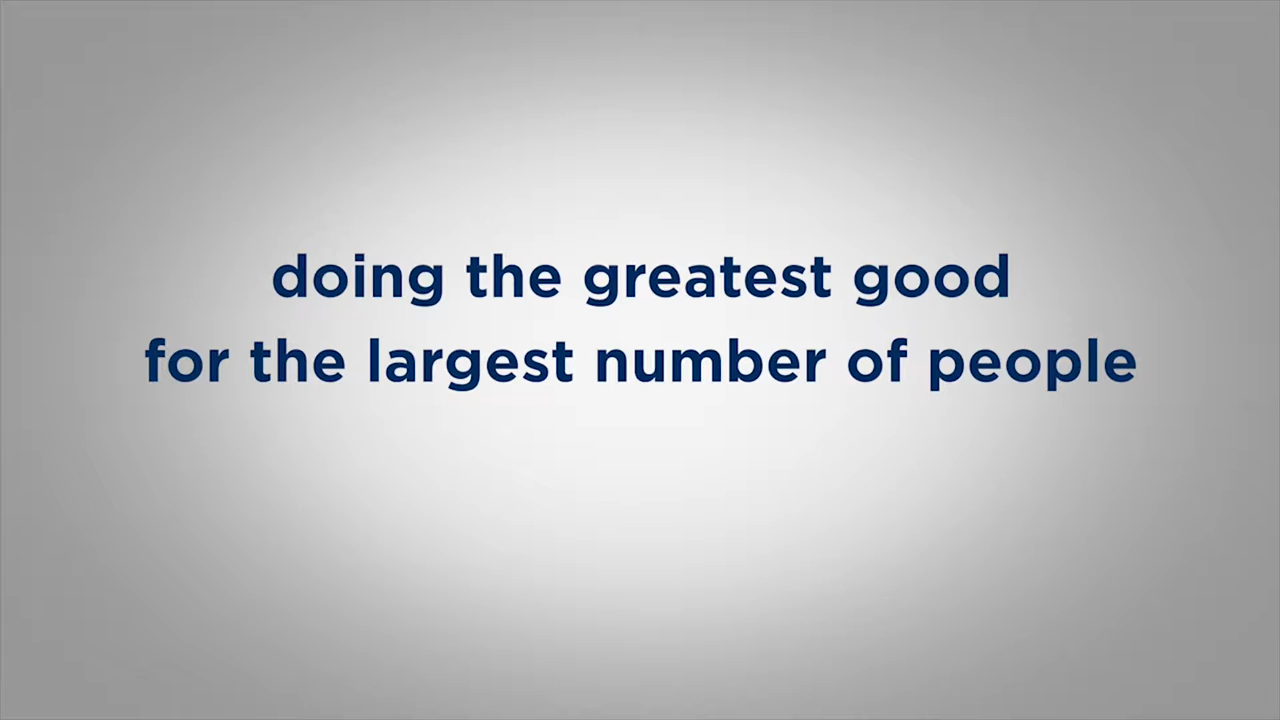 doing the greatest good
for the largest number of people